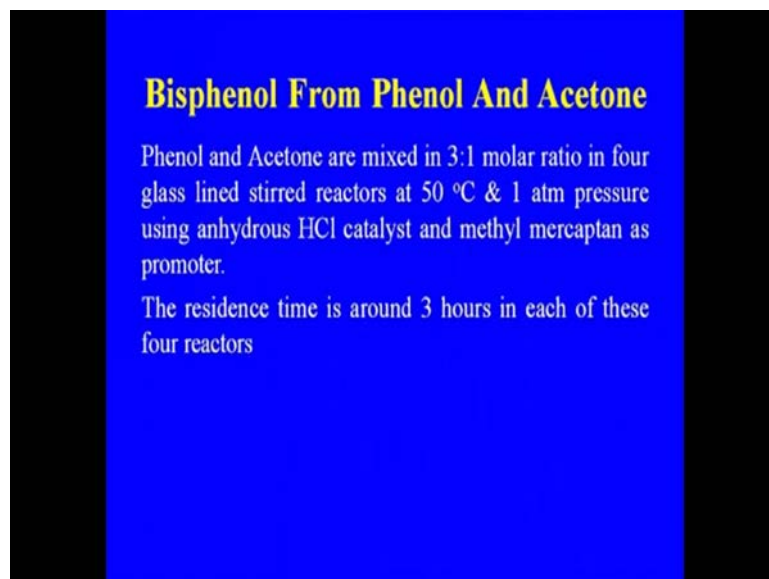 Bisphenol From Phenol And Acetone
Phenol and Acetone are mixed in 3:1 molar ratio in four
glass lined stirred reactors at 50 ºC & 1 atm pressure
using anhydrous HCl catalyst and methyl mercaptan as
promoter.
The residence time is around 3 hours in each of these
four reactors